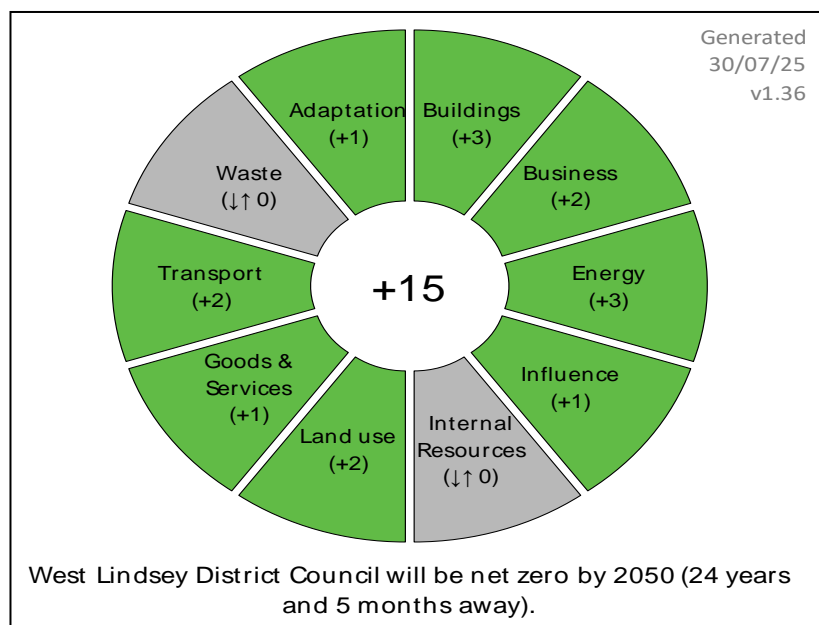 Generated
30/07/25
v1.36
Adaptation
(+1)
Buildings
(+3)
Business
(+2)
Energy
(+3)
Influence
(+1)
Internal
Resources
(↓↑ 0)
Land use
(+2)
Goods &
Services
(+1)
Transport
(+2)
Waste
(↓↑ 0)
+15
West Lindsey District Council will be net zero by 2050 (24 years
and 5 months away).